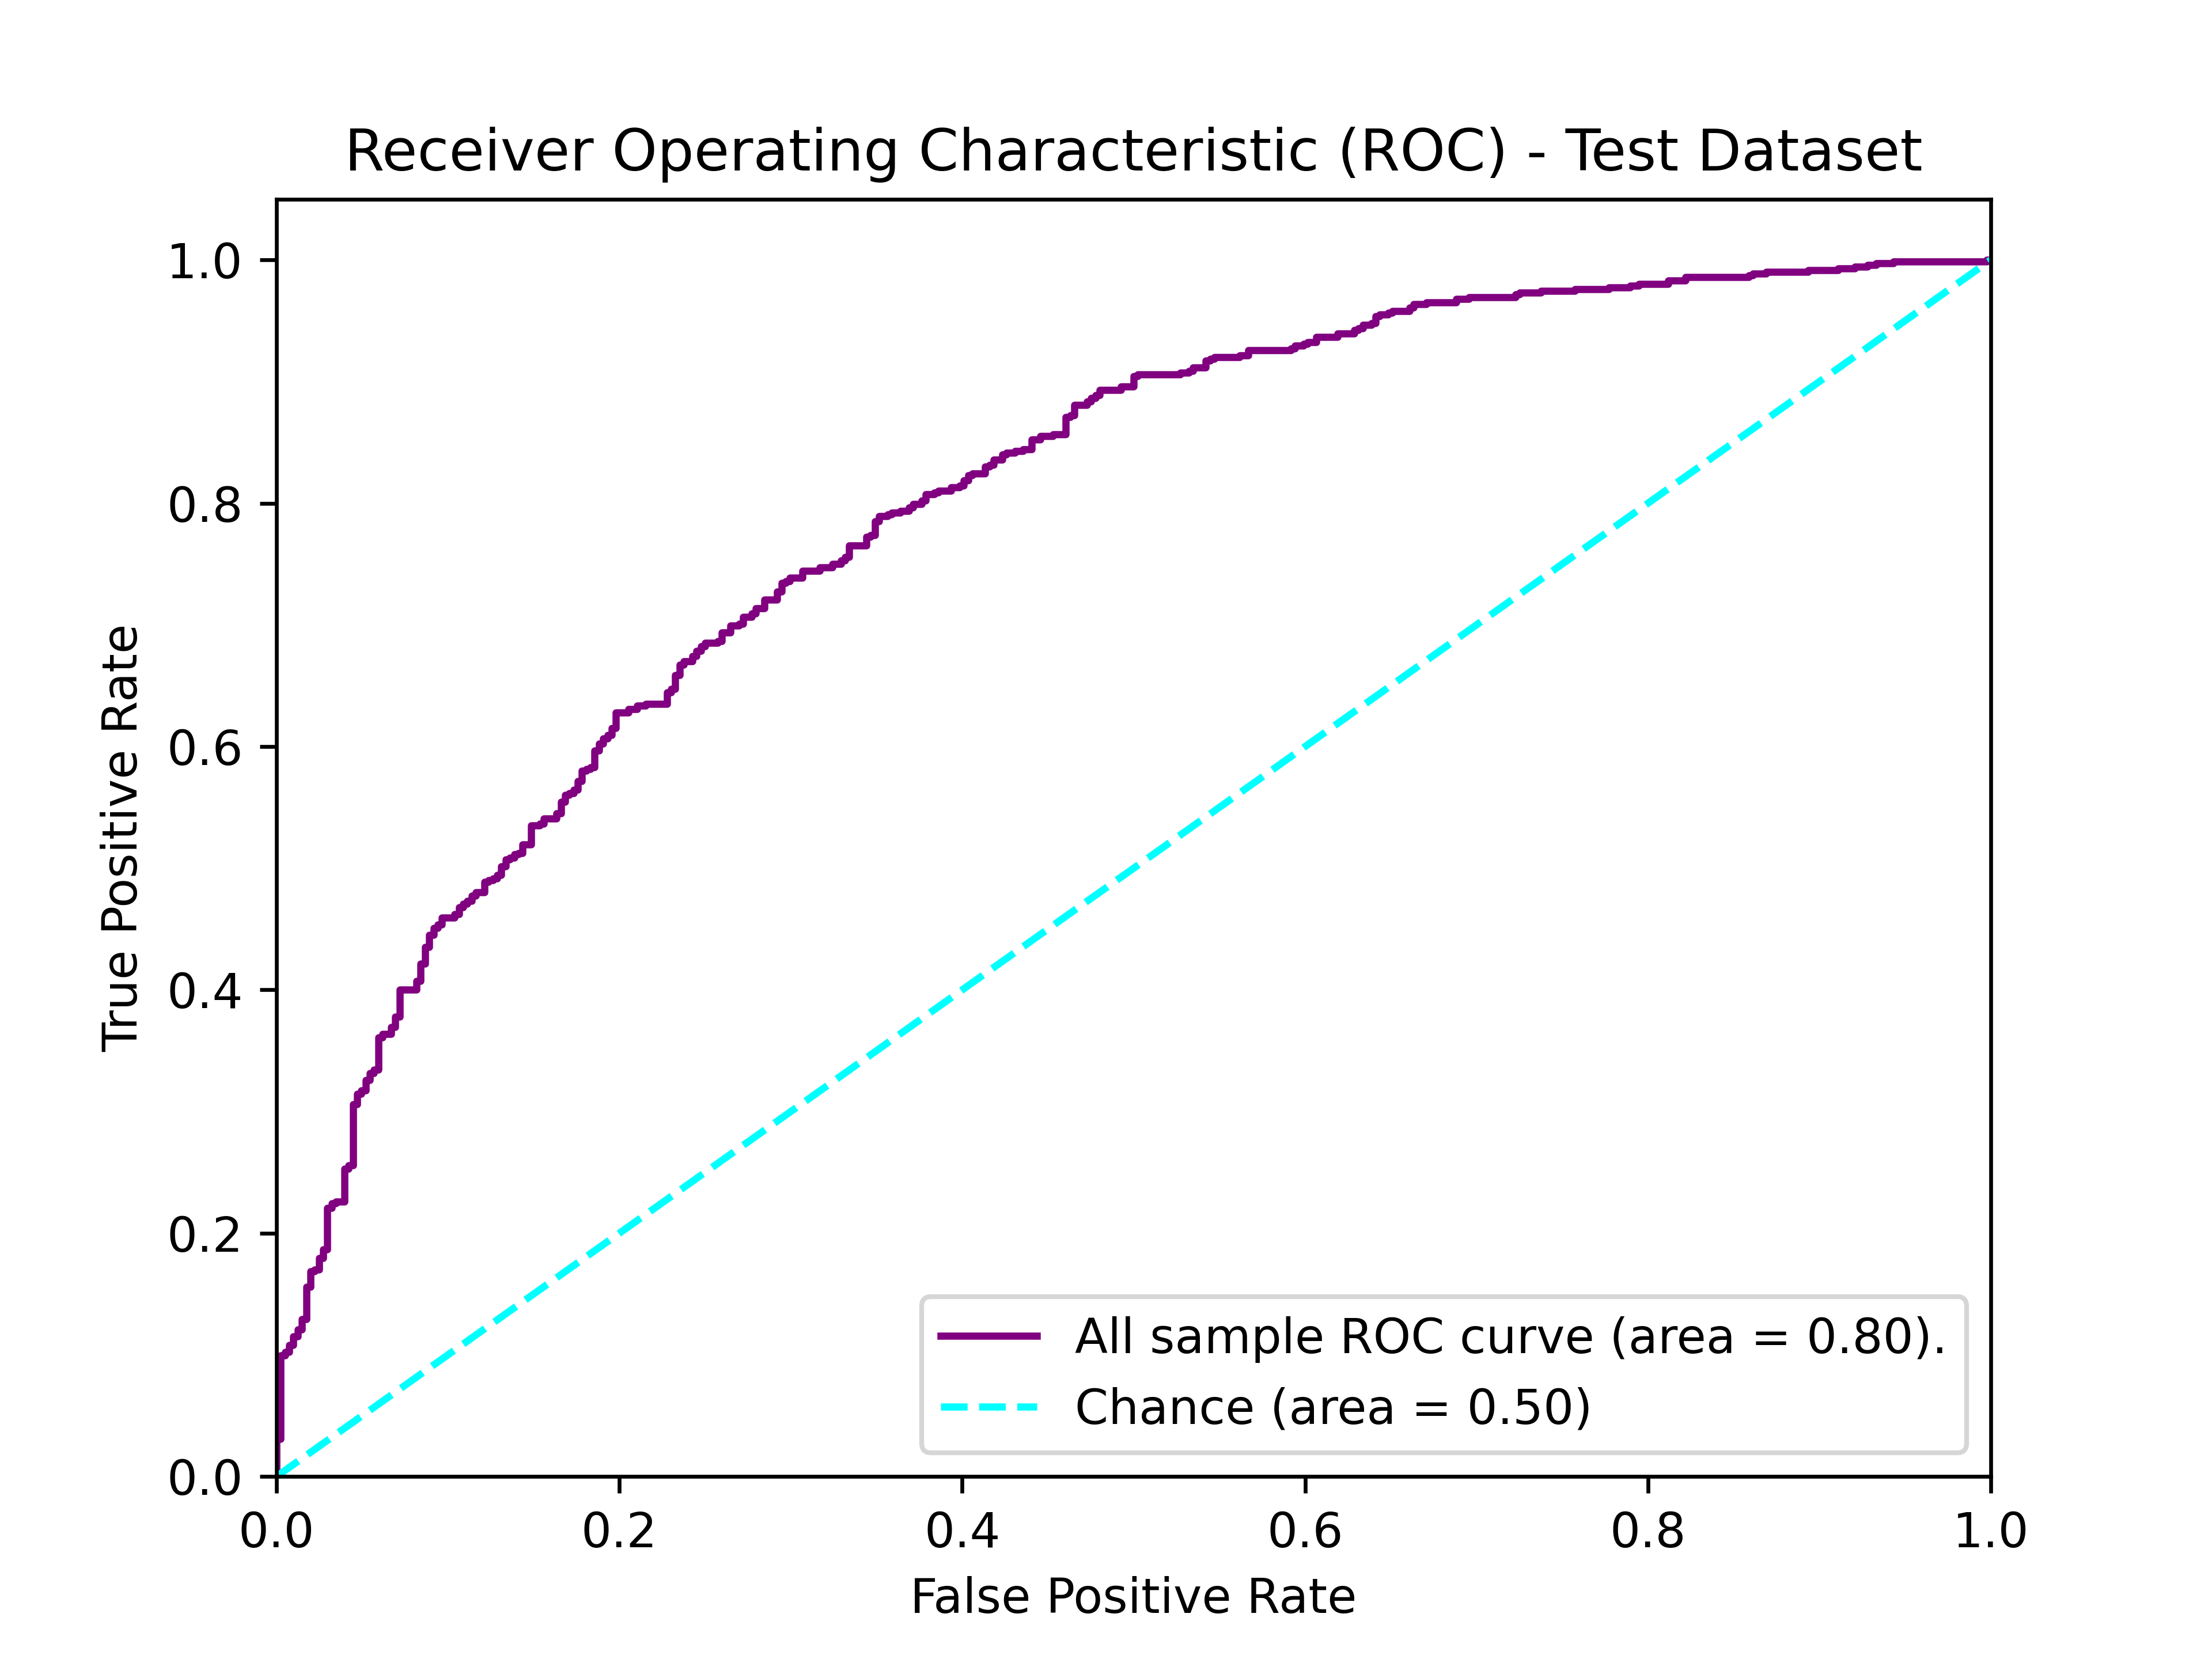 Receiver Operating Characteristic (ROC) - Test Dataset
1.0
0.8
0.6
0.4
0.2
0.0
True Positive Rate
All sample ROC curve (area = 0.80).
Chance (area = 0.50)
0.0 0.2 0.4 0.6 0.8 1.0
False Positive Rate